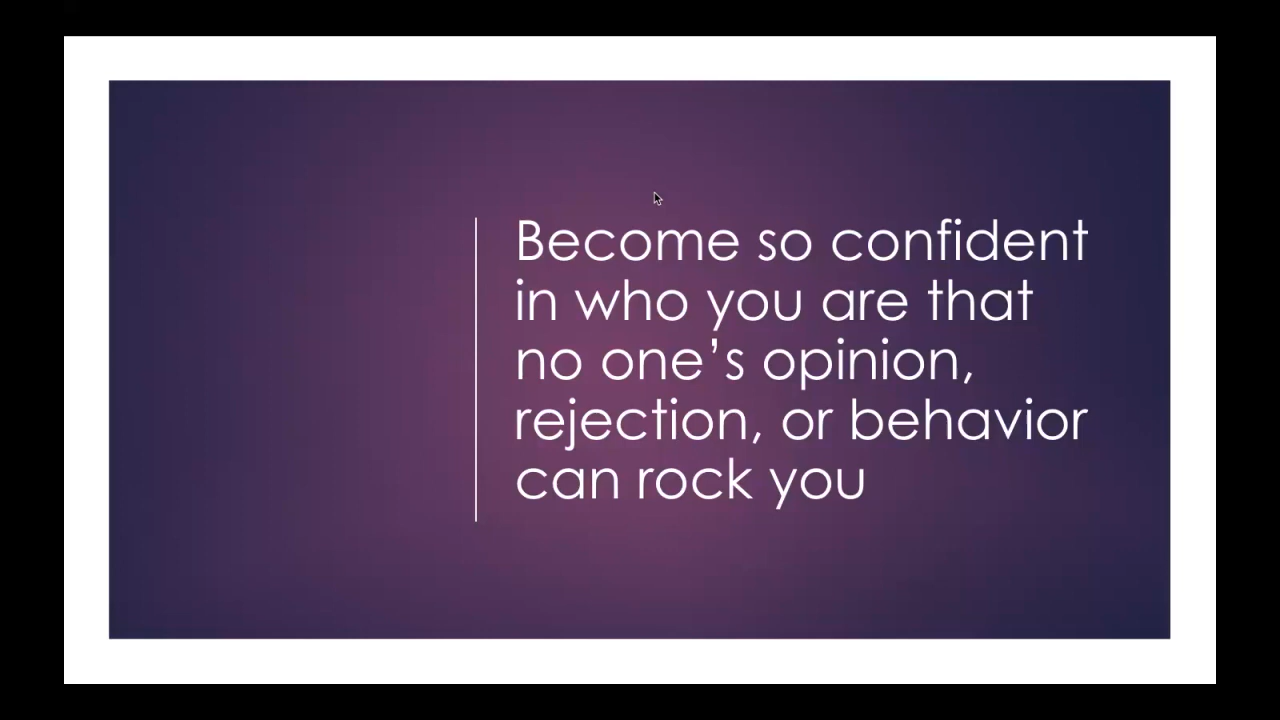 Become so confident
in who you are that
no one’s opinion,
rejection, or behavior
can rock you